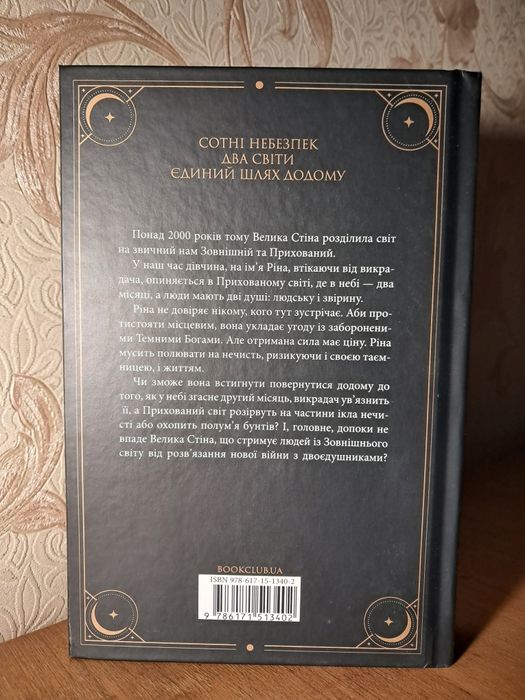 СОТНІ НЕБЕЗПЕК
ДВА СВІТИ
ЄДИНИЙ ШЛЯХ ДОДОМУ
Понад 2000 років тому Велика Стіна розділила світ
на звичний нам Зовнішній та Прихований.
У наш час дівчина, на ім'я Ріна, втікаючи від викра-
дача, опиняється в Прихованому світі, де в небі — два
місяці, а люди мають дві душі: людську і звірину.
Ріна не довіряє нікому, кого тут зустрічає. Аби про-
тистояти місцевим, вона укладає угоду із заборонени-
ми Темними Богами. Але отримана сила має ціну. Ріна
мусить полювати на нечисть, ризикуючи і своєю таєм-
ницею, і життям.
Чи зможе вона встигнути повернутися додому до
того, як у небі згасне другий місяць, викрадач ув'язнить
її, а Прихований світ розірвуть на частини ікла нечи-
сті або охопить полум'я бунтів? І, головне, допоки не
впаде Велика Стіна, що стримує людей із Зовнішнього
світу від розв'язання нової війни з двоєдушниками?
BOOKCLUB.UA
ISBN 978-617-15-1340-2
9 786171 513402